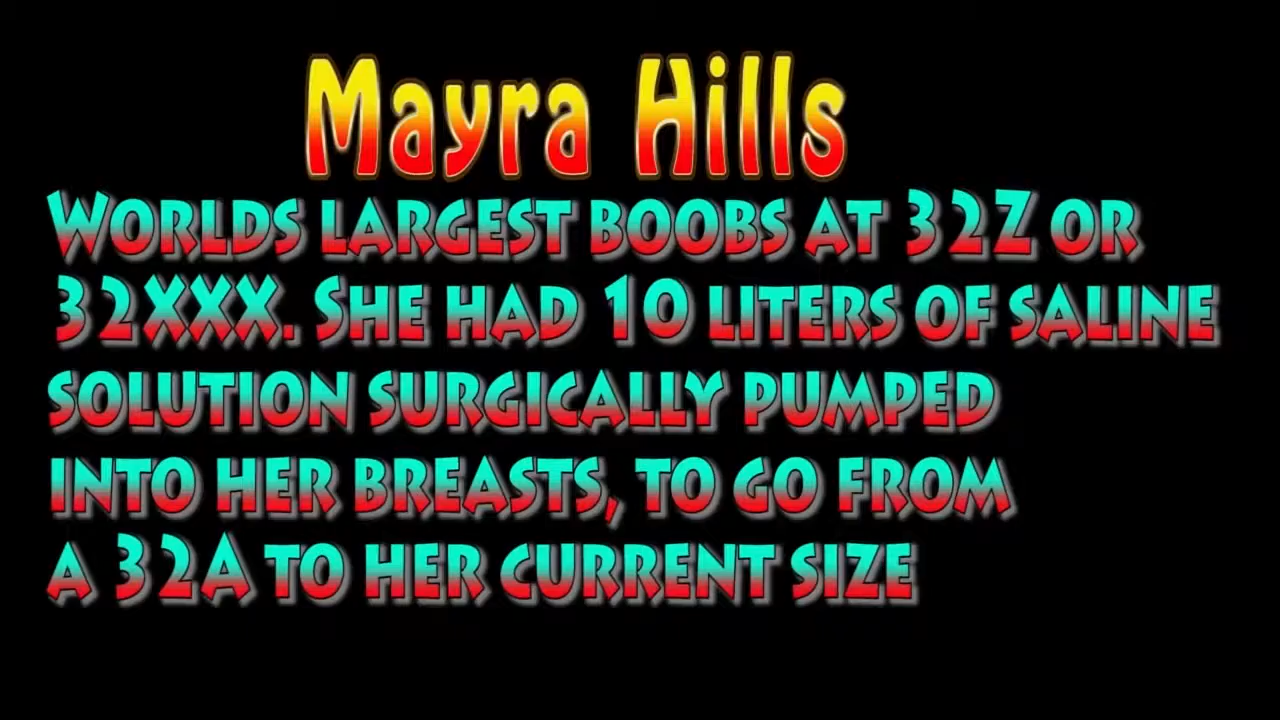 Mayra Hills
Worlds largest boobs at 32Z or
32XXX. She had 10 liters of saline
solution surgically pumped
into her breasts, to go from
a 32A to her current size